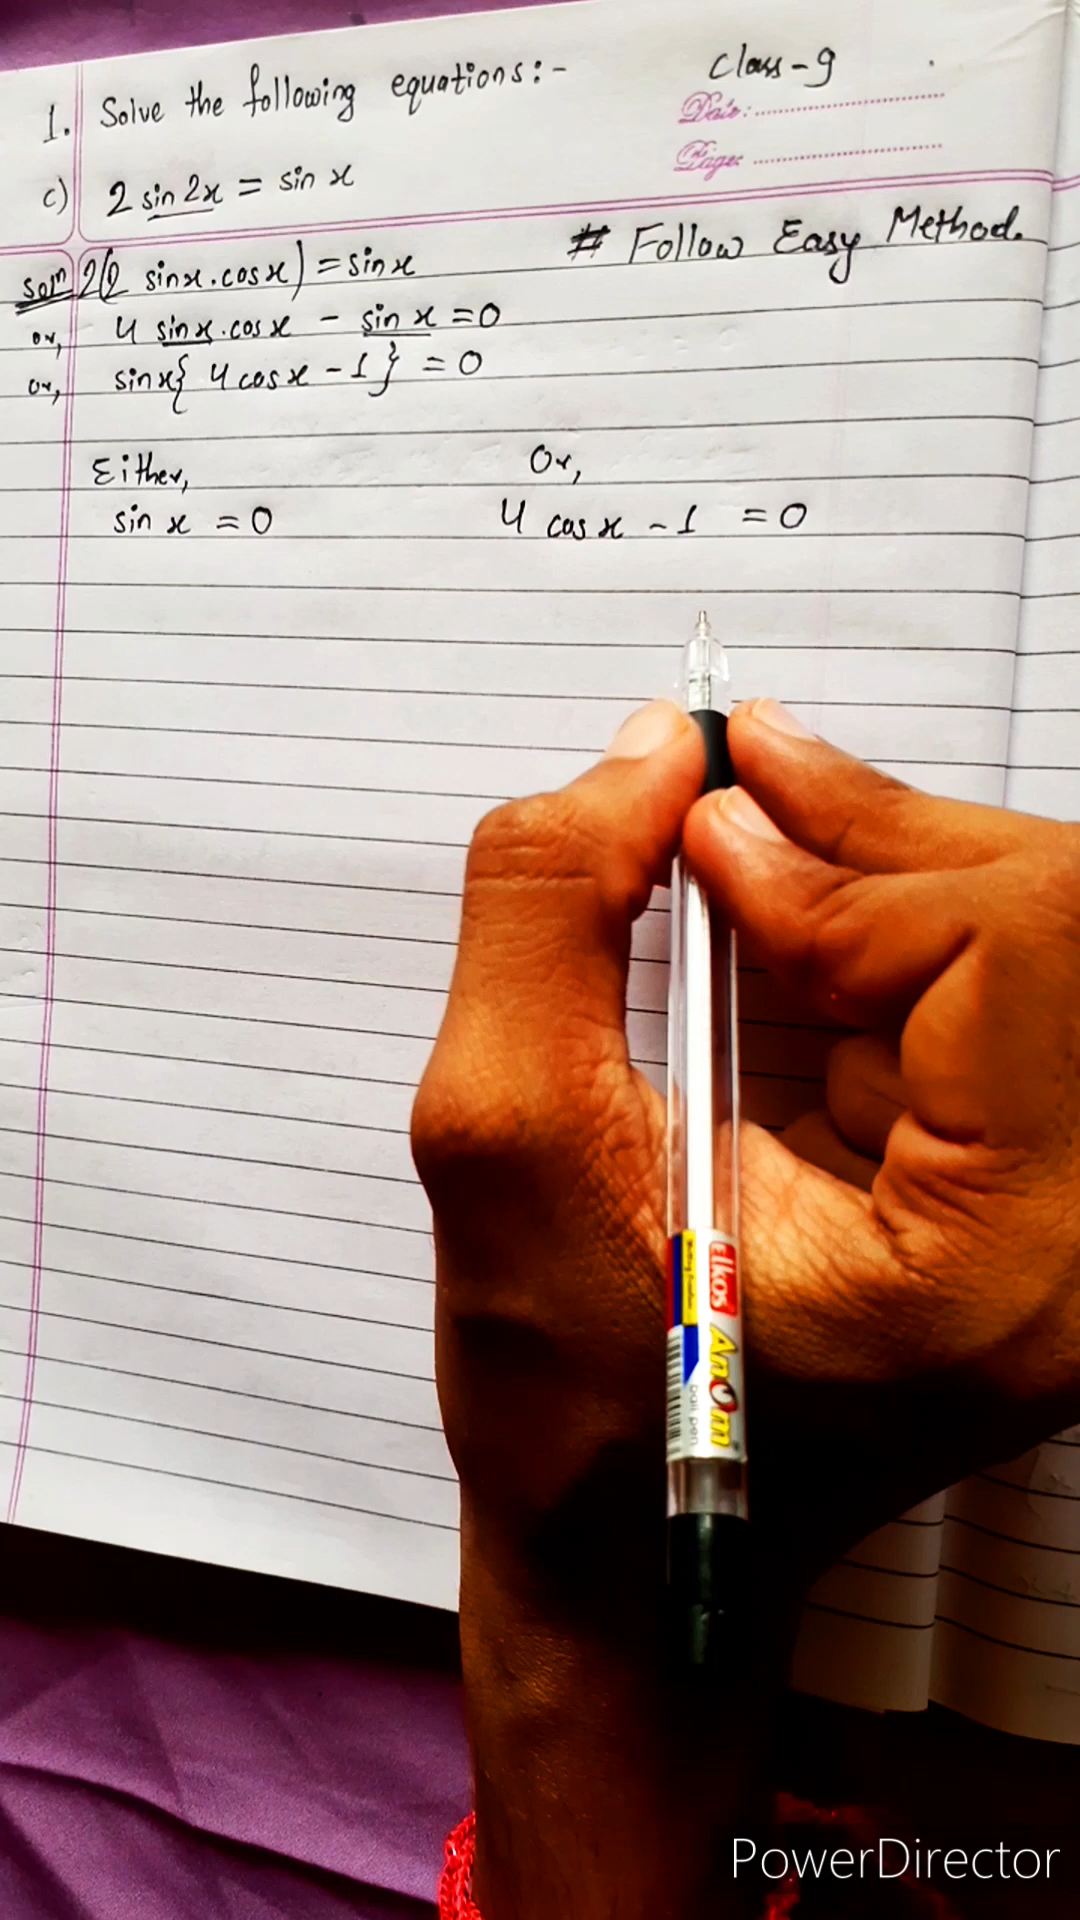 1. Solve the following equations:-
Class-9
Date:
Page:
c) 2 sin 2x = sin x
# Follow Easy Method.
Soln 2(2 sinx.cosx) = sinx
or, 4 sinx.cosx - sin x = 0
or, sinx{ 4 cosx - 1 } = 0
Either,
Or,
sin x = 0
4 cos x - 1 = 0
elkos
Anom
ball pen
PowerDirector